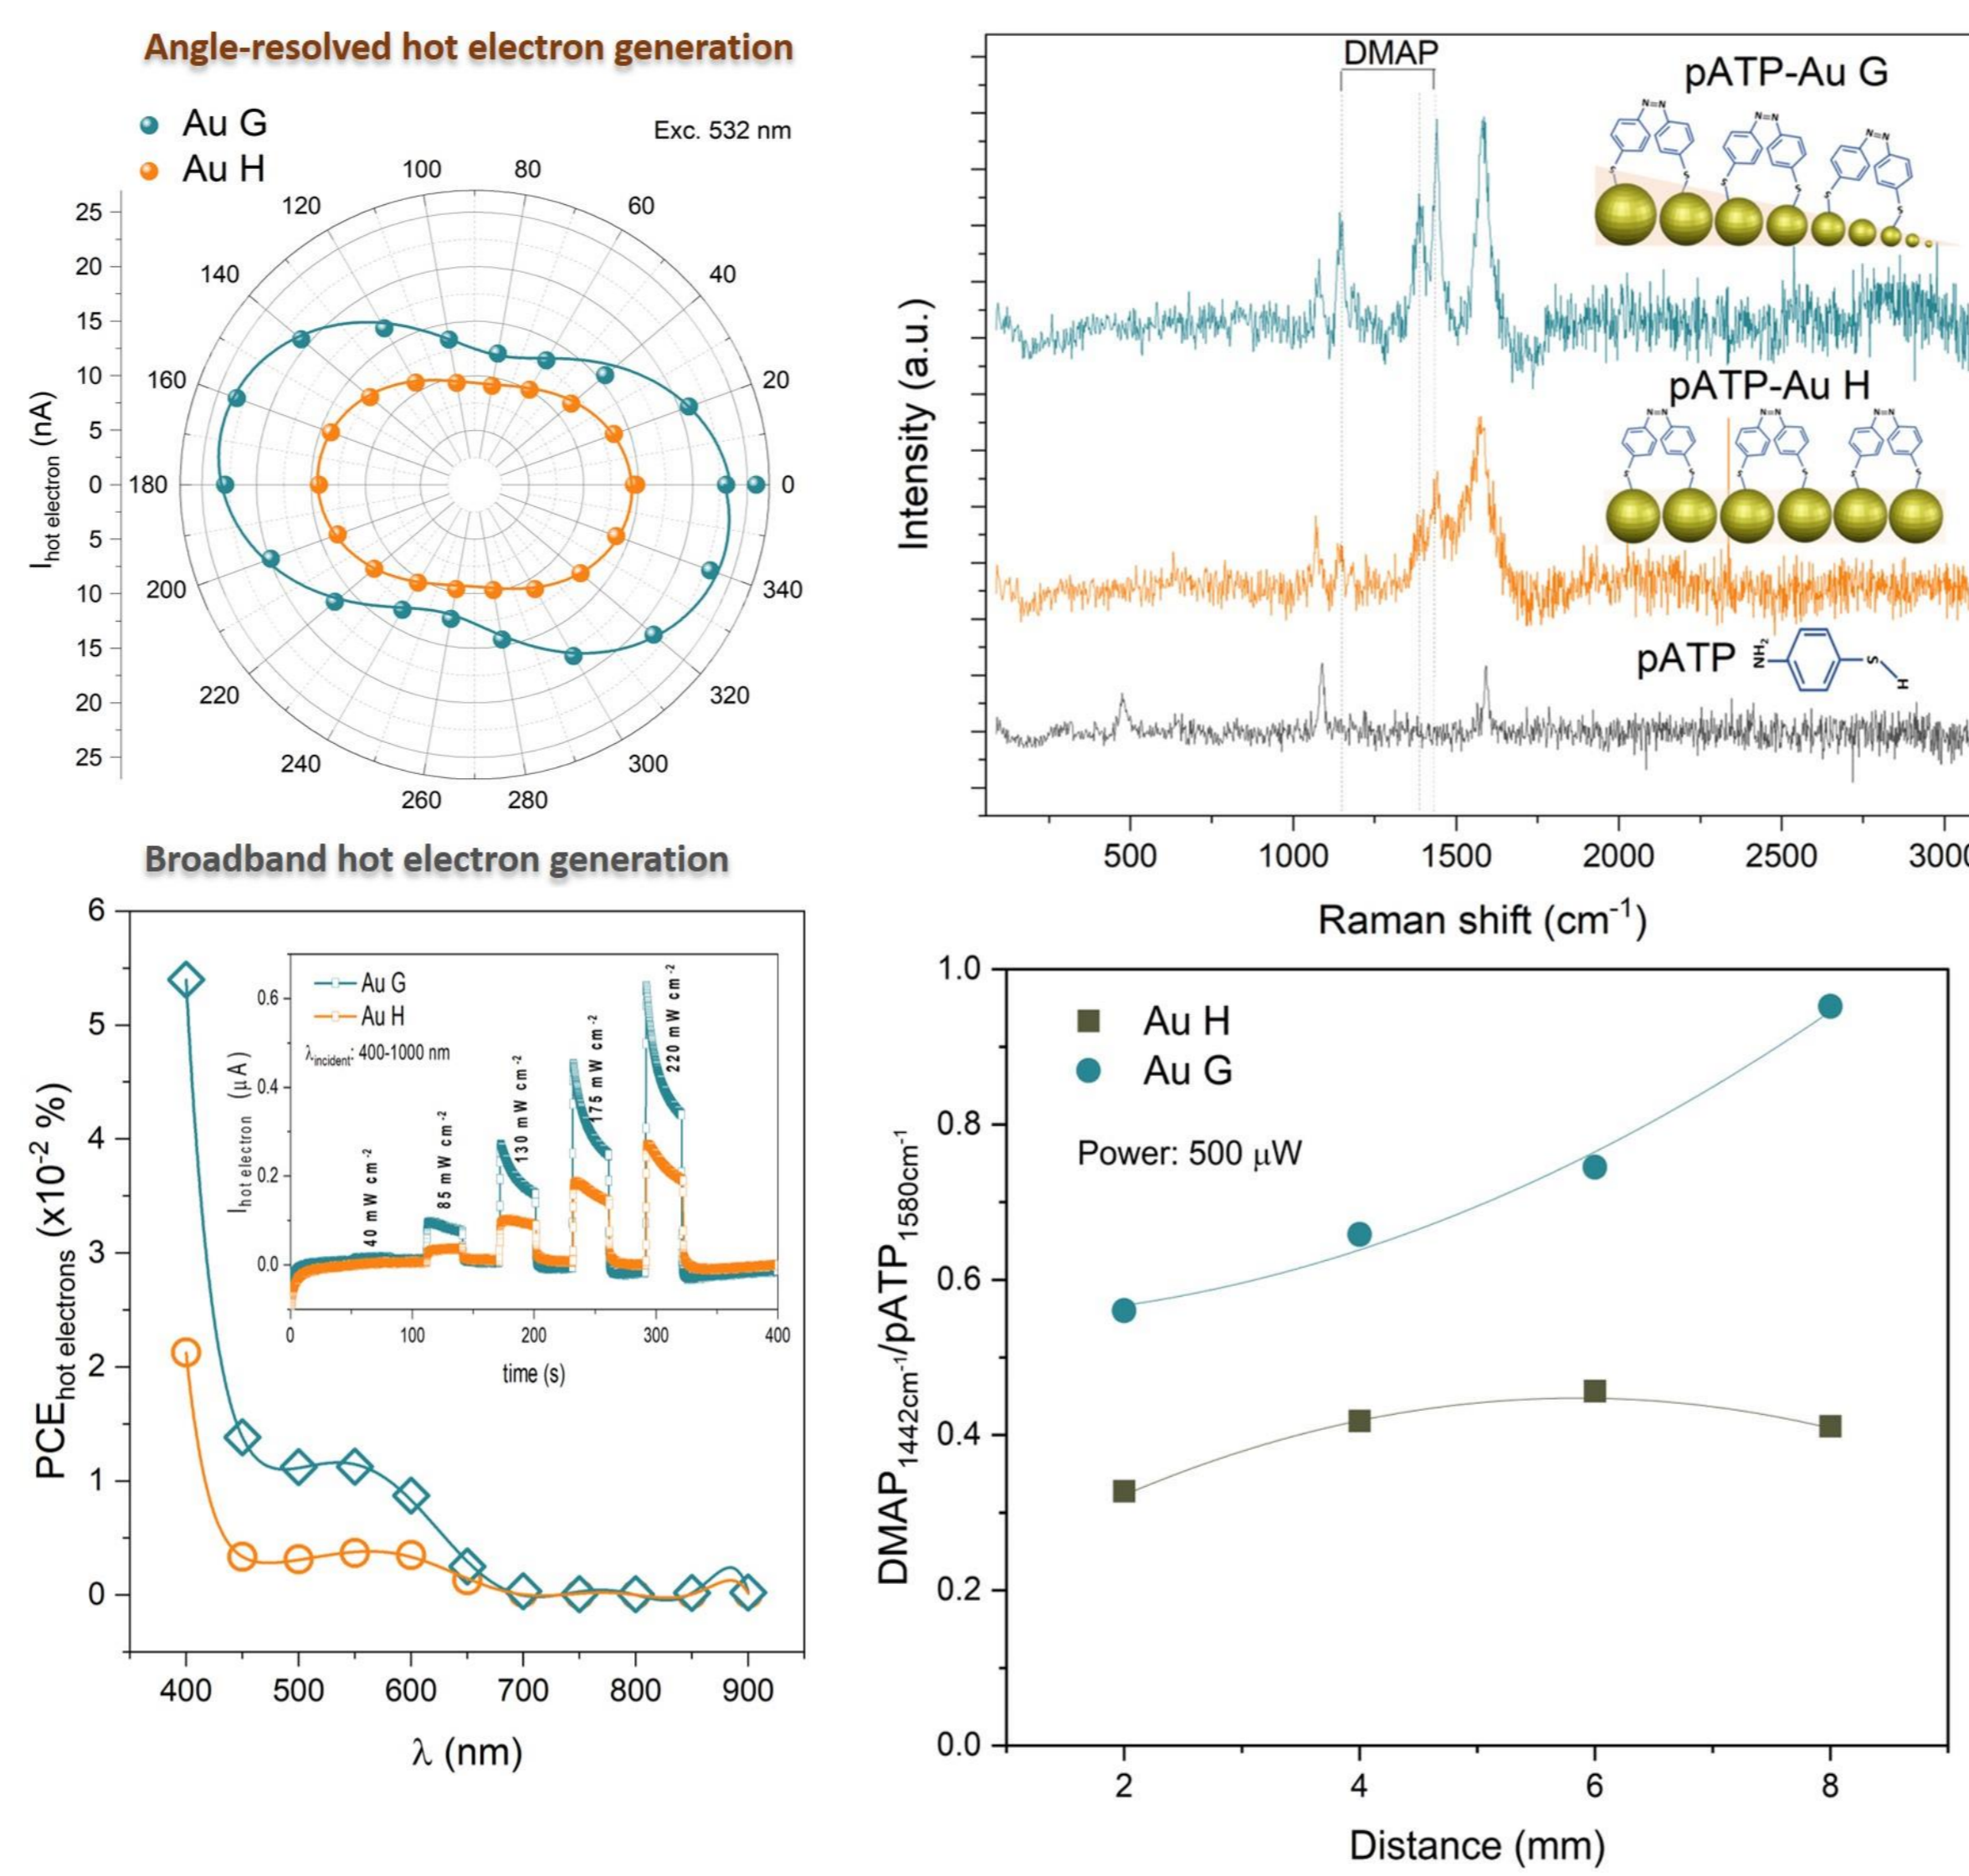 Angle-resolved hot electron generation
Au G
Au H
Exc. 532 nm
100 80
120 60
140 40
160 20
180 0
200 340
220 320
240 300
260 280
25
20
15
10
5
0
5
10
15
20
25
I hot electron (nA)
DMAP
pATP-Au G
N=N N=N N=N
S S S S S S
pATP-Au H
N=N N=N N=N
S S S S S S
pATP
NH2 S H
Intensity (a.u.)
500 1000 1500 2000 2500 3000
Raman shift (cm-1)
Broadband hot electron generation
6
5
4
3
2
1
0
PCE hot electrons (x10-2 %)
400 500 600 700 800 900
λ (nm)
Au G
Au H
λincident: 400-1000 nm
40 mW cm-2
85 mW cm-2
130 mW cm-2
175 mW cm-2
220 mW cm-2
0.6
0.4
0.2
0.0
I hot electron (μA)
0 100 200 300 400
time (s)
1.0
0.8
0.6
0.4
0.2
0.0
Au H
Au G
Power: 500 μW
DMAP1442cm-1/pATP1580cm-1
2 4 6 8
Distance (mm)